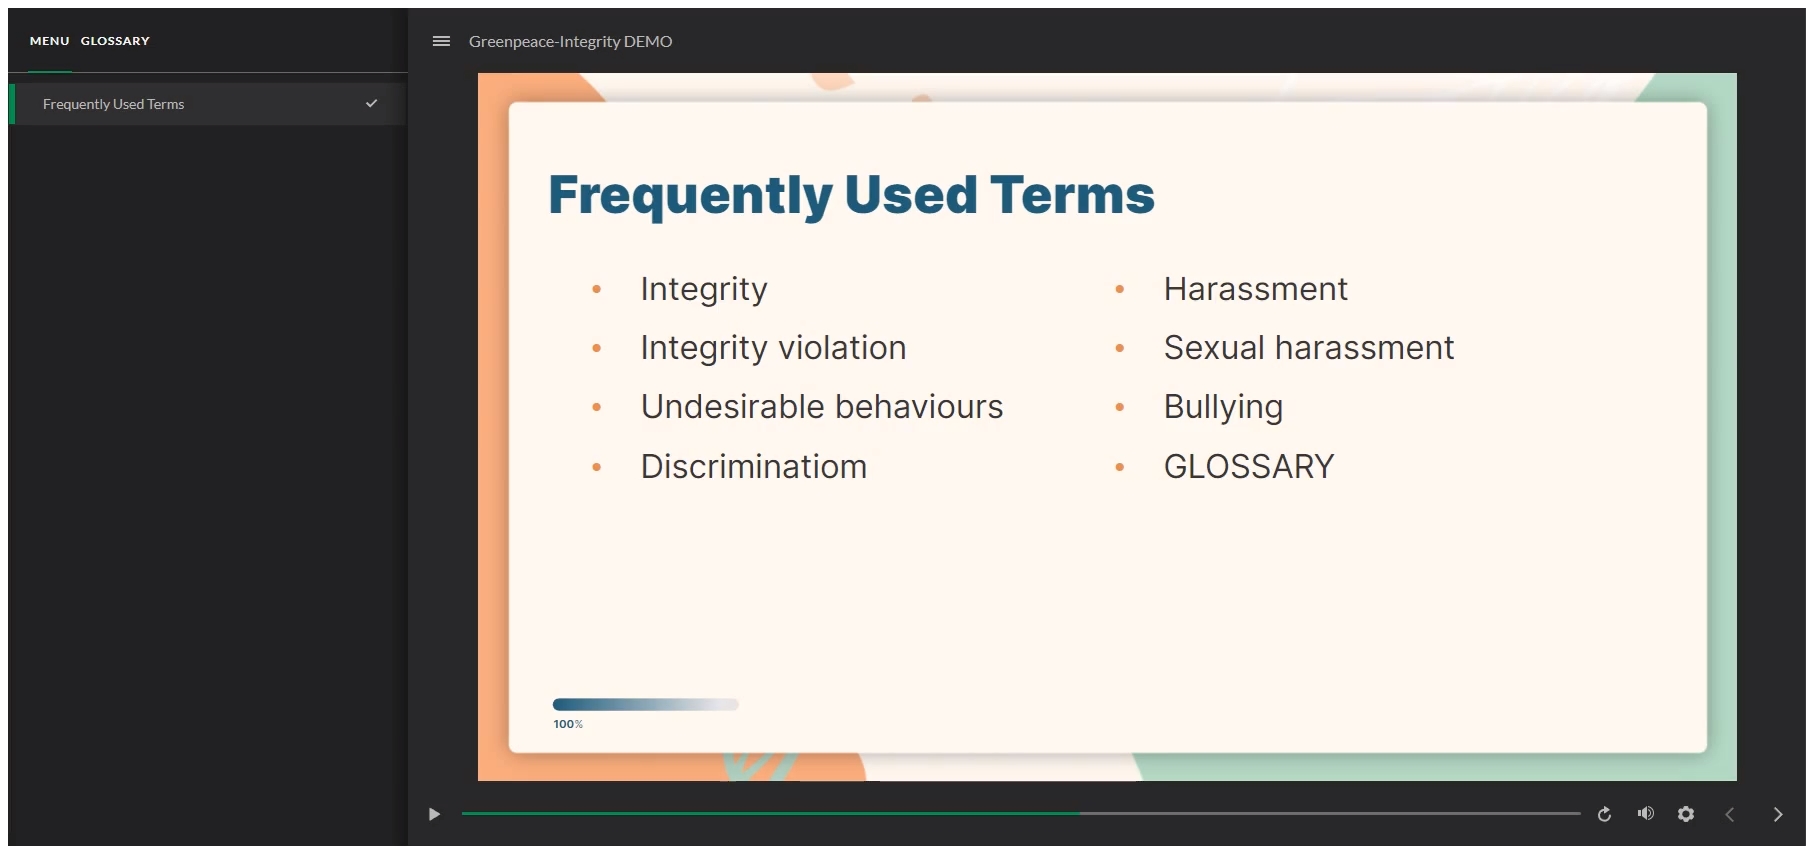 MENU GLOSSARY
Greenpeace-Integrity DEMO
Frequently Used Terms
Frequently Used Terms
Integrity
Integrity violation
Undesirable behaviours
Discriminatiom
Harassment
Sexual harassment
Bullying
GLOSSARY
100%